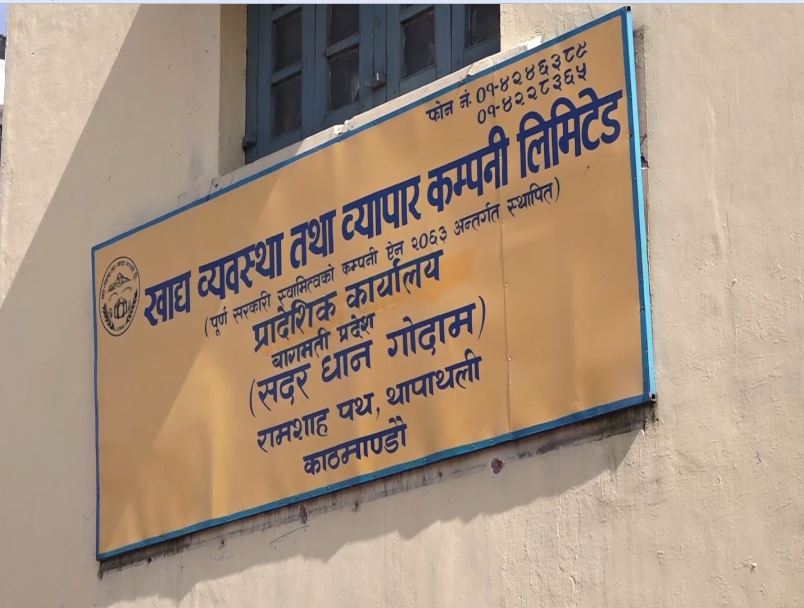 फोन नं. ०१-४२४६३८९
०१-४२२८३६५
खाद्य व्यवस्था तथा व्यापार कम्पनी लिमिटेड
(पूर्ण सरकारी स्वामित्वको कम्पनी ऐन २०६३ अन्तर्गत स्थापित)
प्रादेशिक कार्यालय
बागमती प्रदेश
(सदर धान गोदाम)
रामशाह पथ, थापाथली
काठमाण्डौ